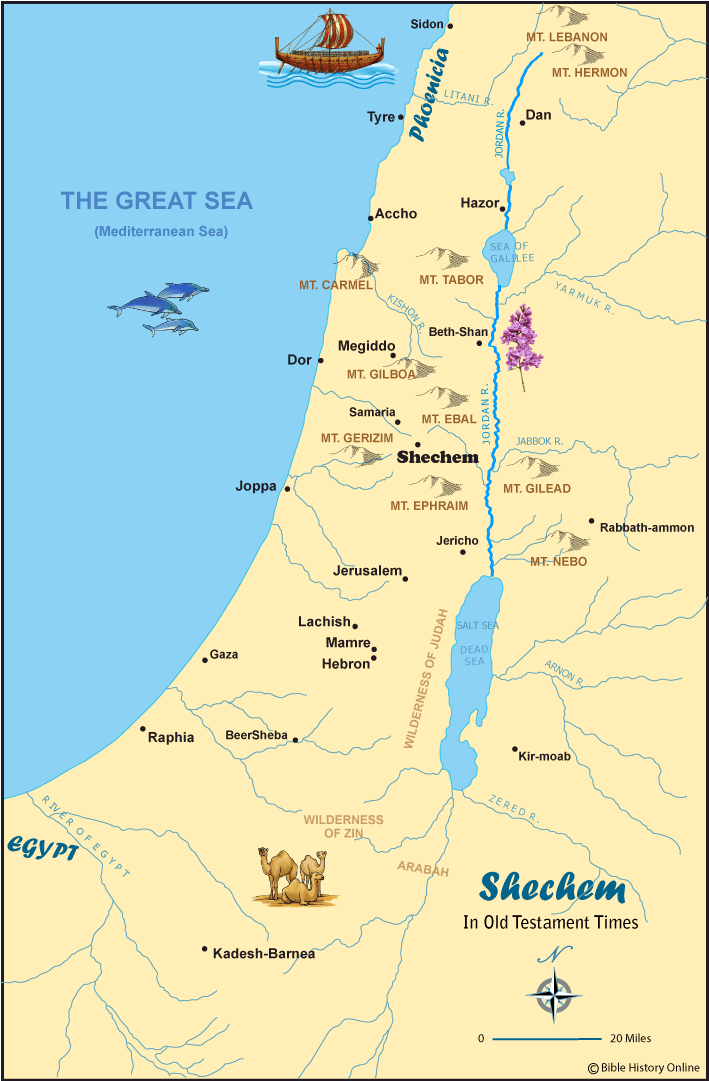 Sidon
MT. LEBANON
MT. HERMON
Phoenicia
LITANI R.
Tyre
Dan
JORDAN R.
THE GREAT SEA
(Mediterranean Sea)
Hazor
Accho
SEA OF
GALILEE
MT. CARMEL
MT. TABOR
YARMUK R.
KISHON R.
Beth-Shan
Megiddo
Dor
MT. GILBOA
JORDAN R.
Samaria
MT. EBAL
MT. GERIZIM
JABBOK R.
Shechem
Joppa
MT. GILEAD
MT. EPHRAIM
Rabbath-ammon
Jericho
MT. NEBO
Jerusalem
Lachish
SALT SEA
Mamre
DEAD
SEA
Hebron
Gaza
WILDERNESS OF JUDAH
ARNON R.
Raphia
BeerSheba
Kir-moab
RIVER OF EGYPT
ZERED R.
WILDERNESS
OF ZIN
EGYPT
ARABAH
Shechem
In Old Testament Times
Kadesh-Barnea
N
0 20 Miles
© Bible History Online